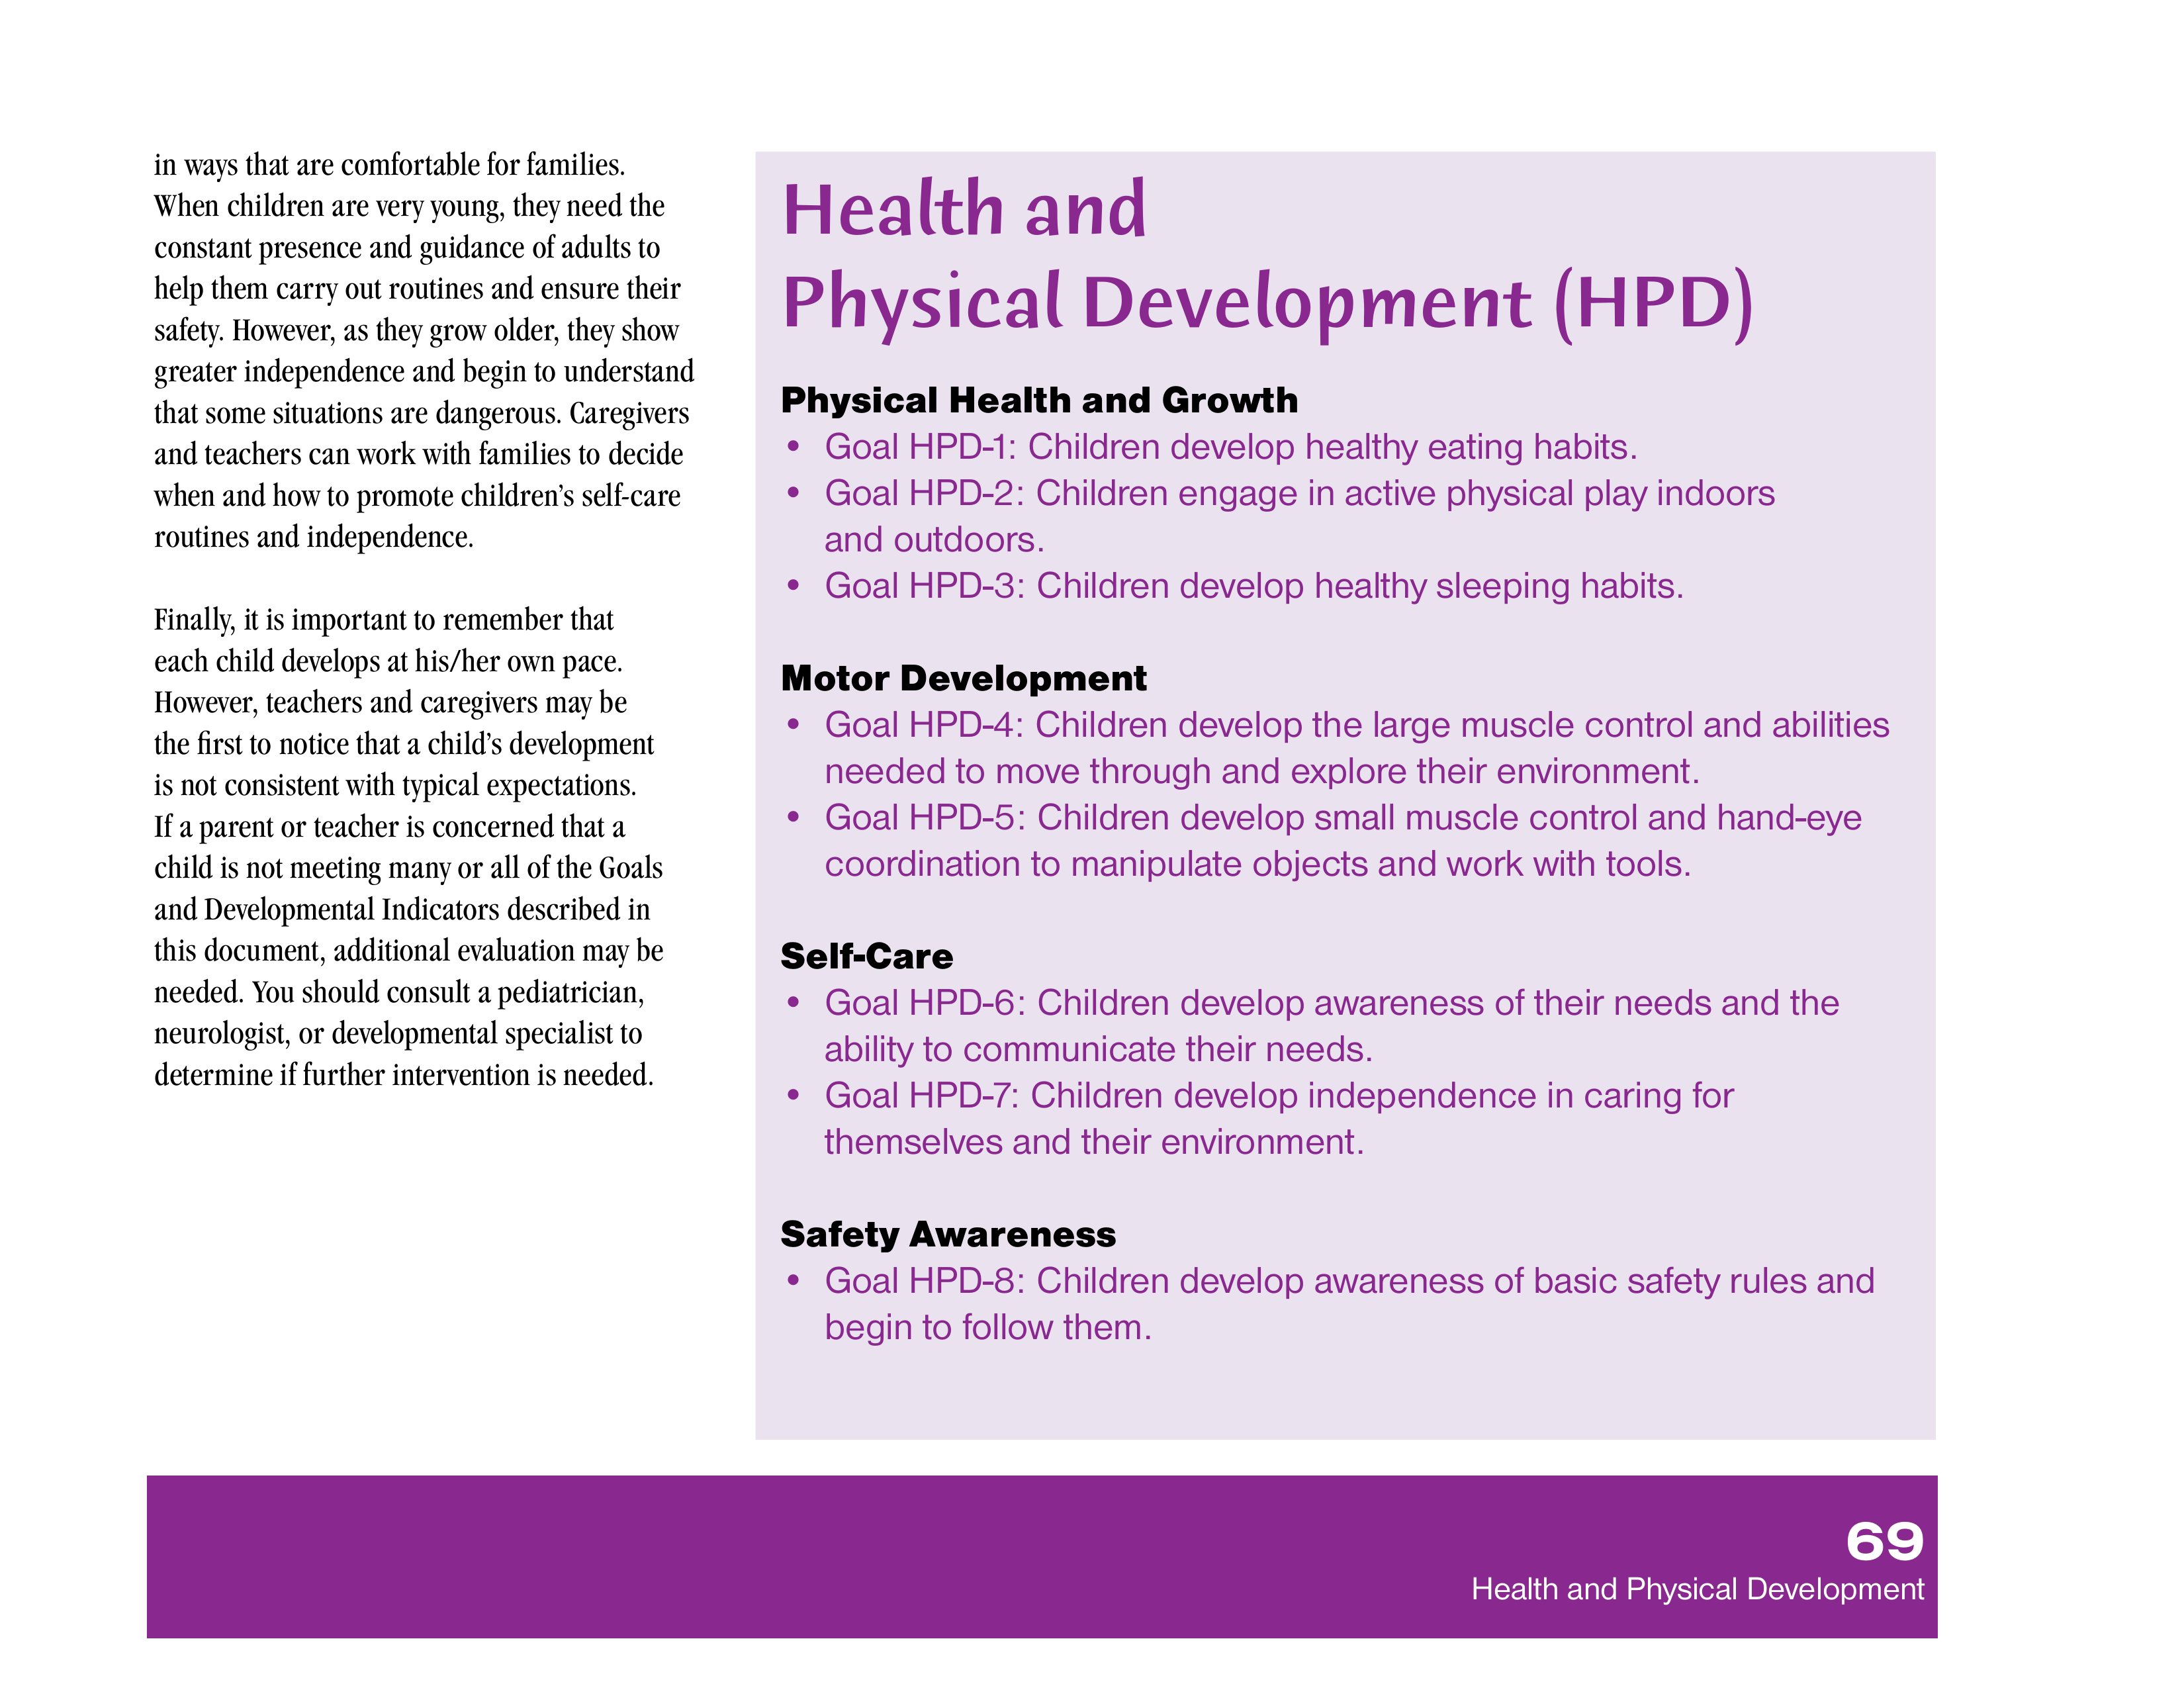 in ways that are comfortable for families.
When children are very young, they need the
constant presence and guidance of adults to
help them carry out routines and ensure their
safety. However, as they grow older, they show
greater independence and begin to understand
that some situations are dangerous. Caregivers
and teachers can work with families to decide
when and how to promote children’s self-care
routines and independence.
Finally, it is important to remember that
each child develops at his/her own pace.
However, teachers and caregivers may be
the first to notice that a child’s development
is not consistent with typical expectations.
If a parent or teacher is concerned that a
child is not meeting many or all of the Goals
and Developmental Indicators described in
this document, additional evaluation may be
needed. You should consult a pediatrician,
neurologist, or developmental specialist to
determine if further intervention is needed.
Health and
Physical Development (HPD)
Physical Health and Growth
• Goal HPD-1: Children develop healthy eating habits.
• Goal HPD-2: Children engage in active physical play indoors
and outdoors.
• Goal HPD-3: Children develop healthy sleeping habits.
Motor Development
• Goal HPD-4: Children develop the large muscle control and abilities
needed to move through and explore their environment.
• Goal HPD-5: Children develop small muscle control and hand-eye
coordination to manipulate objects and work with tools.
Self-Care
• Goal HPD-6: Children develop awareness of their needs and the
ability to communicate their needs.
• Goal HPD-7: Children develop independence in caring for
themselves and their environment.
Safety Awareness
• Goal HPD-8: Children develop awareness of basic safety rules and
begin to follow them.
69
Health and Physical Development